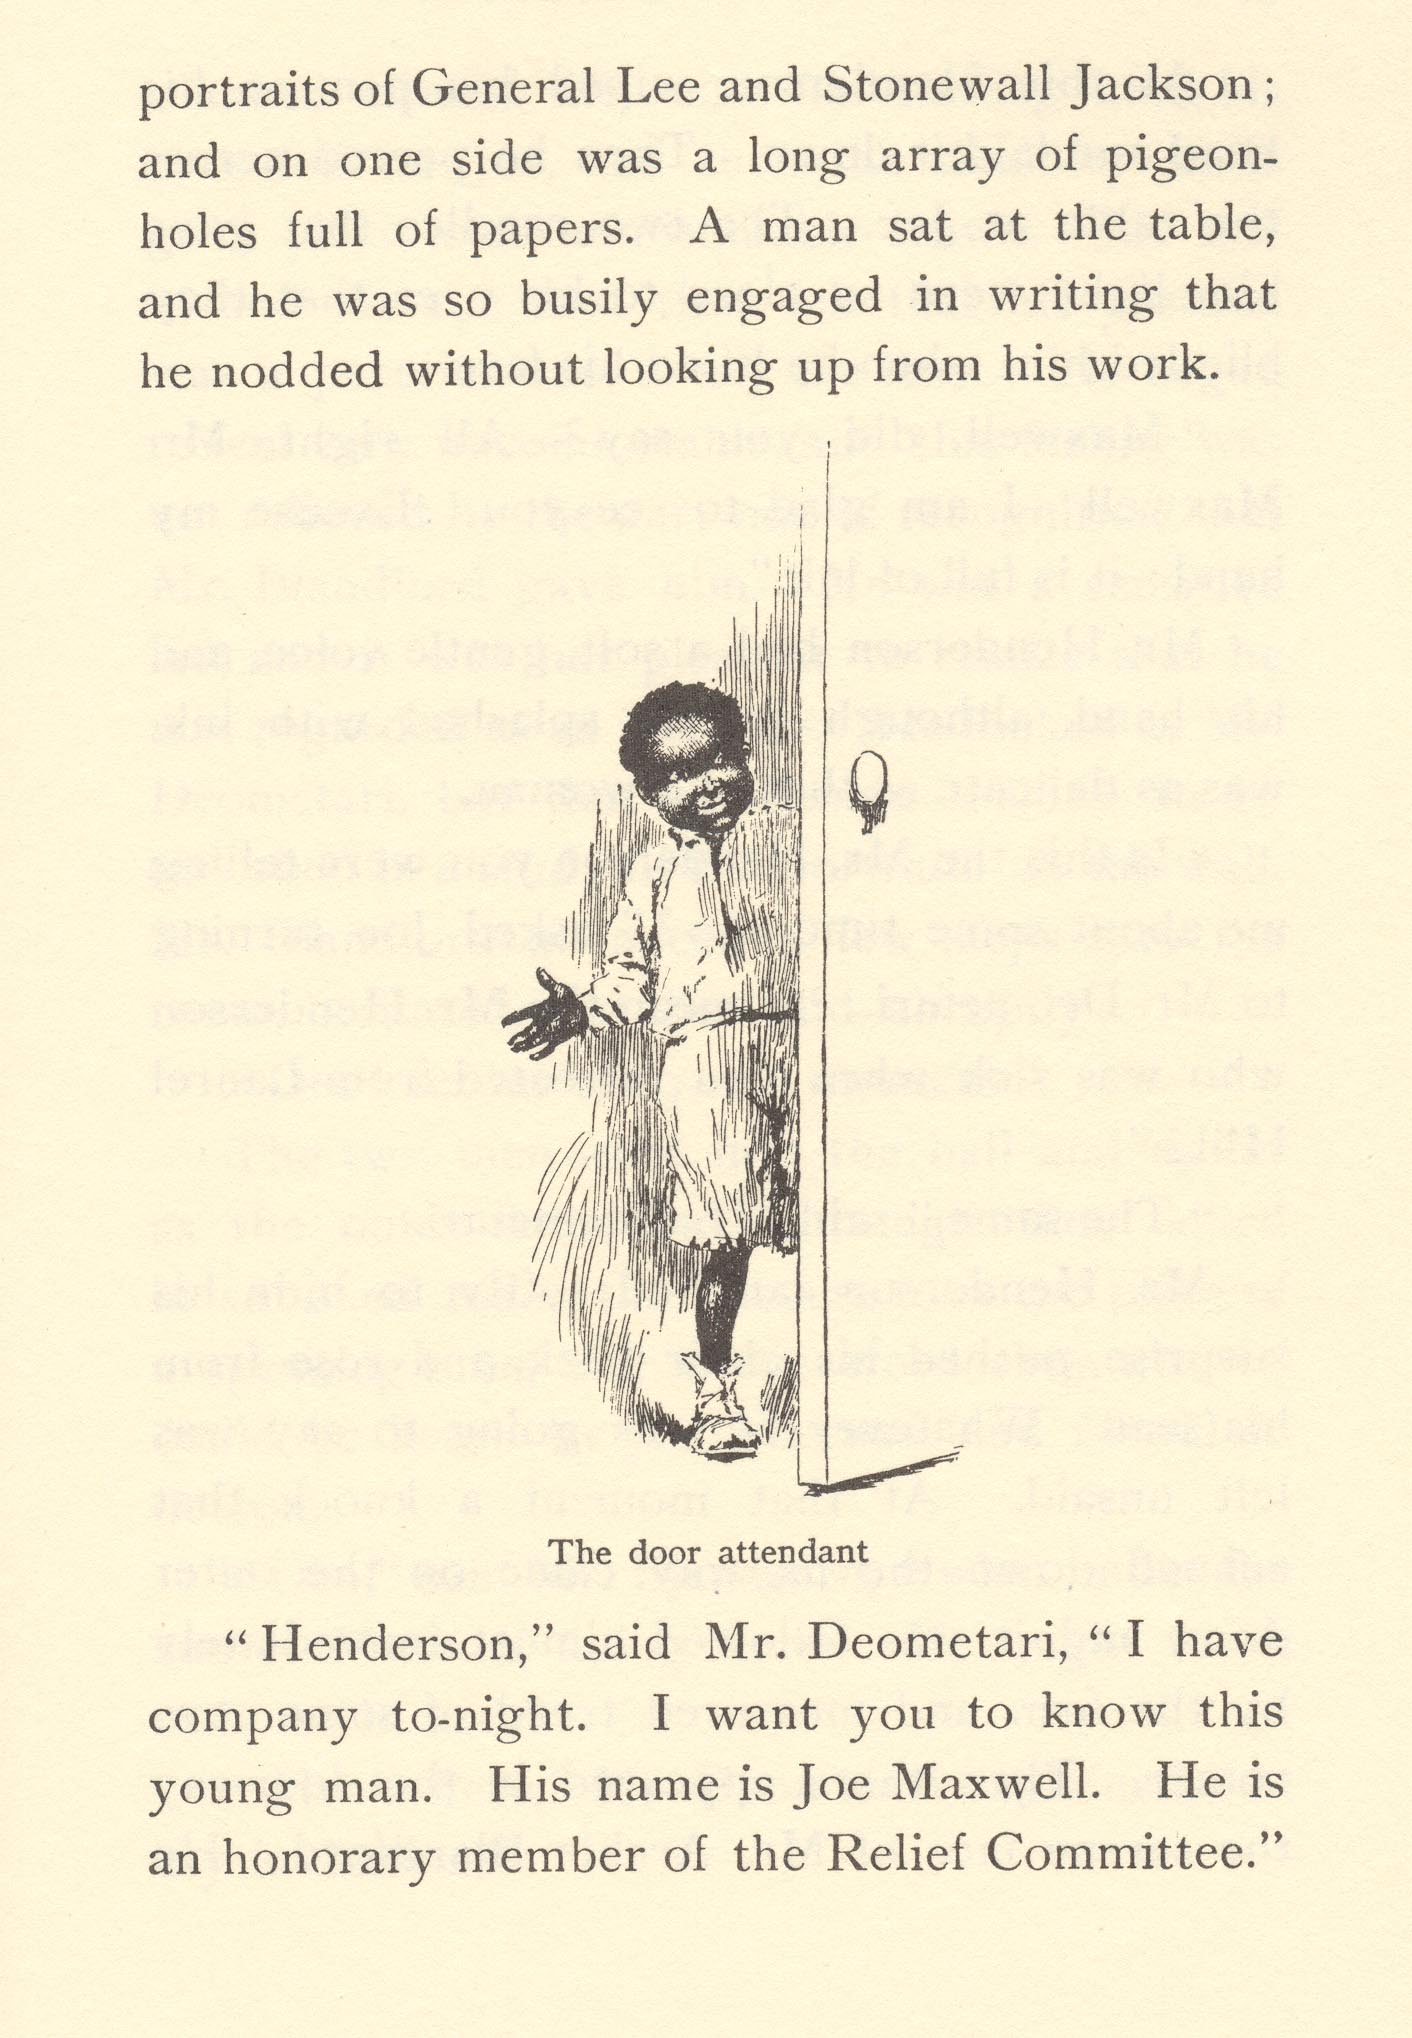 portraits of General Lee and Stonewall Jackson;
and on one side was a long array of pigeon-
holes full of papers. A man sat at the table,
and he was so busily engaged in writing that
he nodded without looking up from his work.
The door attendant
“Henderson,” said Mr. Deometari, “I have
company to-night. I want you to know this
young man. His name is Joe Maxwell. He is
an honorary member of the Relief Committee.”